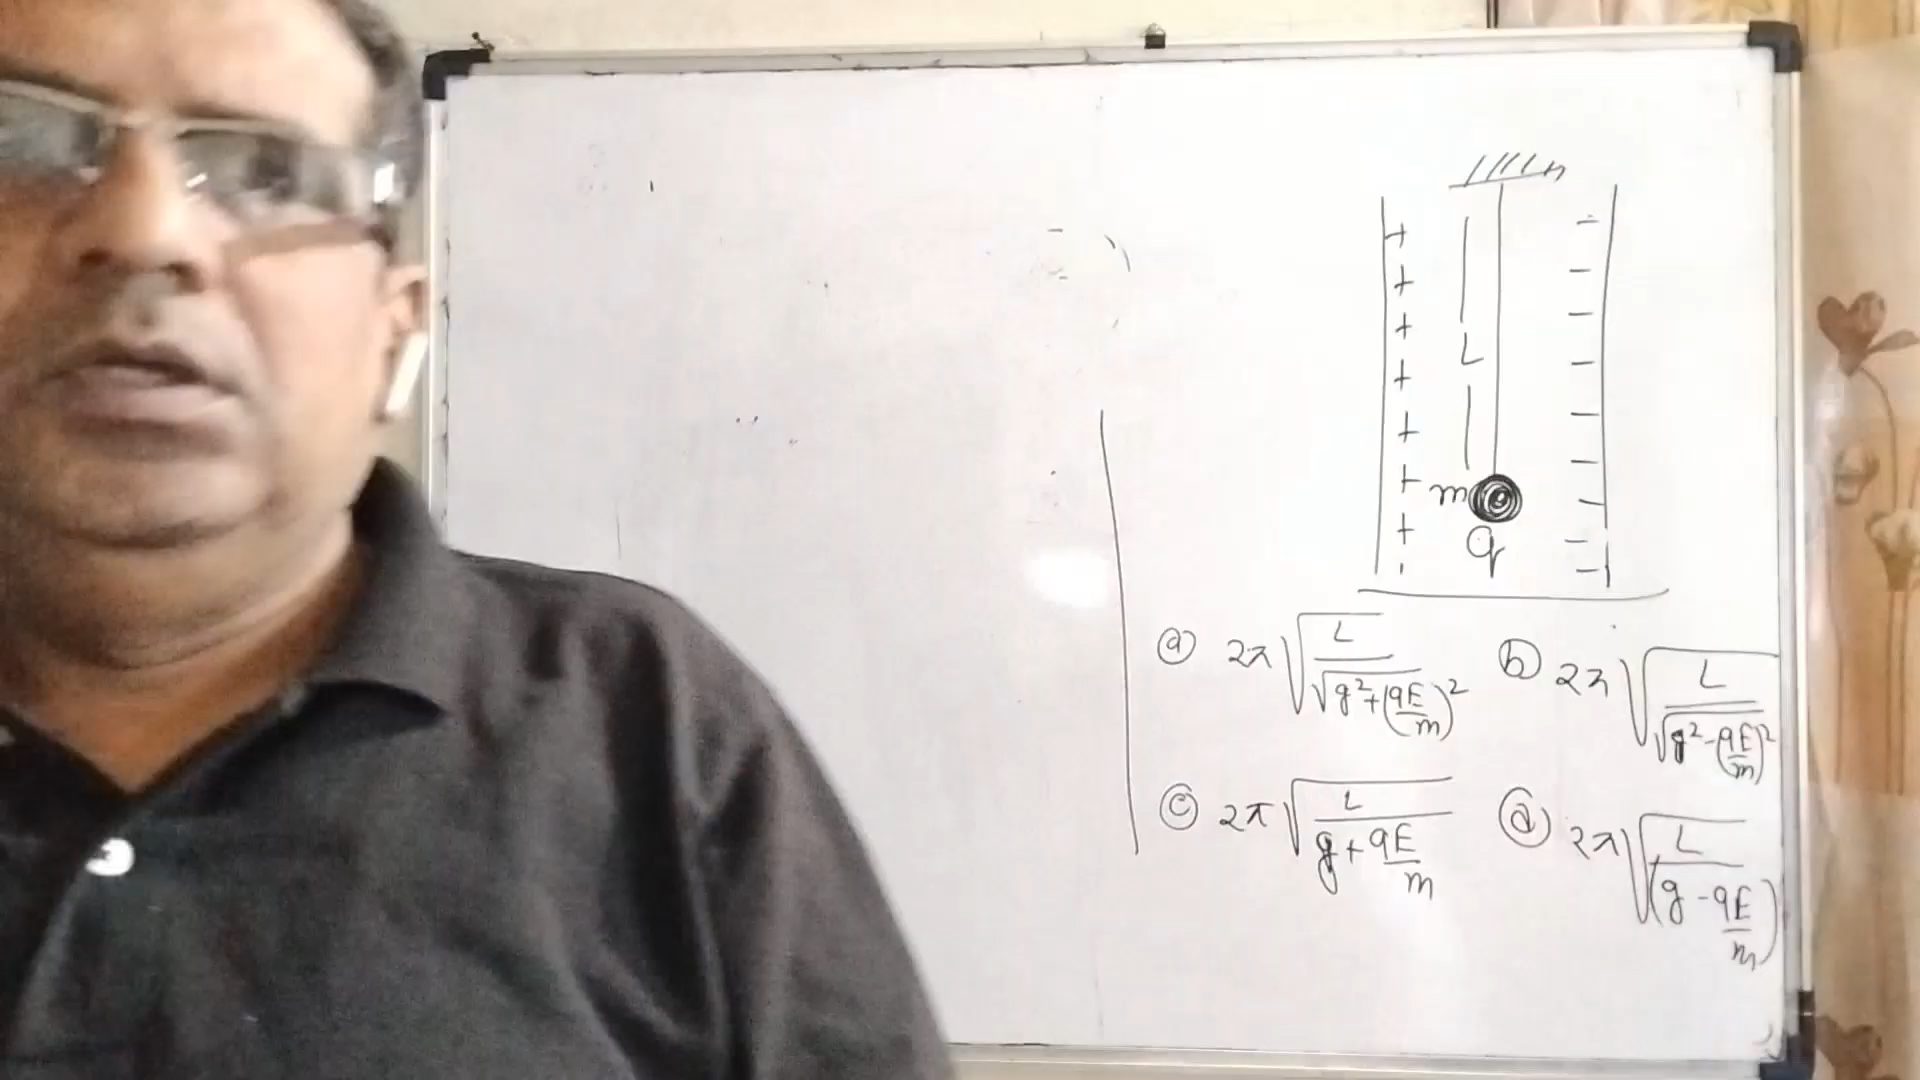 + + + + + + + 
L
- - - - - - - - -
m
q
(a) 2π√(L/√(g²+(qE/m)²)) (b) 2π√(L/√(g²-(qE/m)²))
(c) 2π√(L/(g+qE/m)) (d) 2π√(L/(g-qE/m))